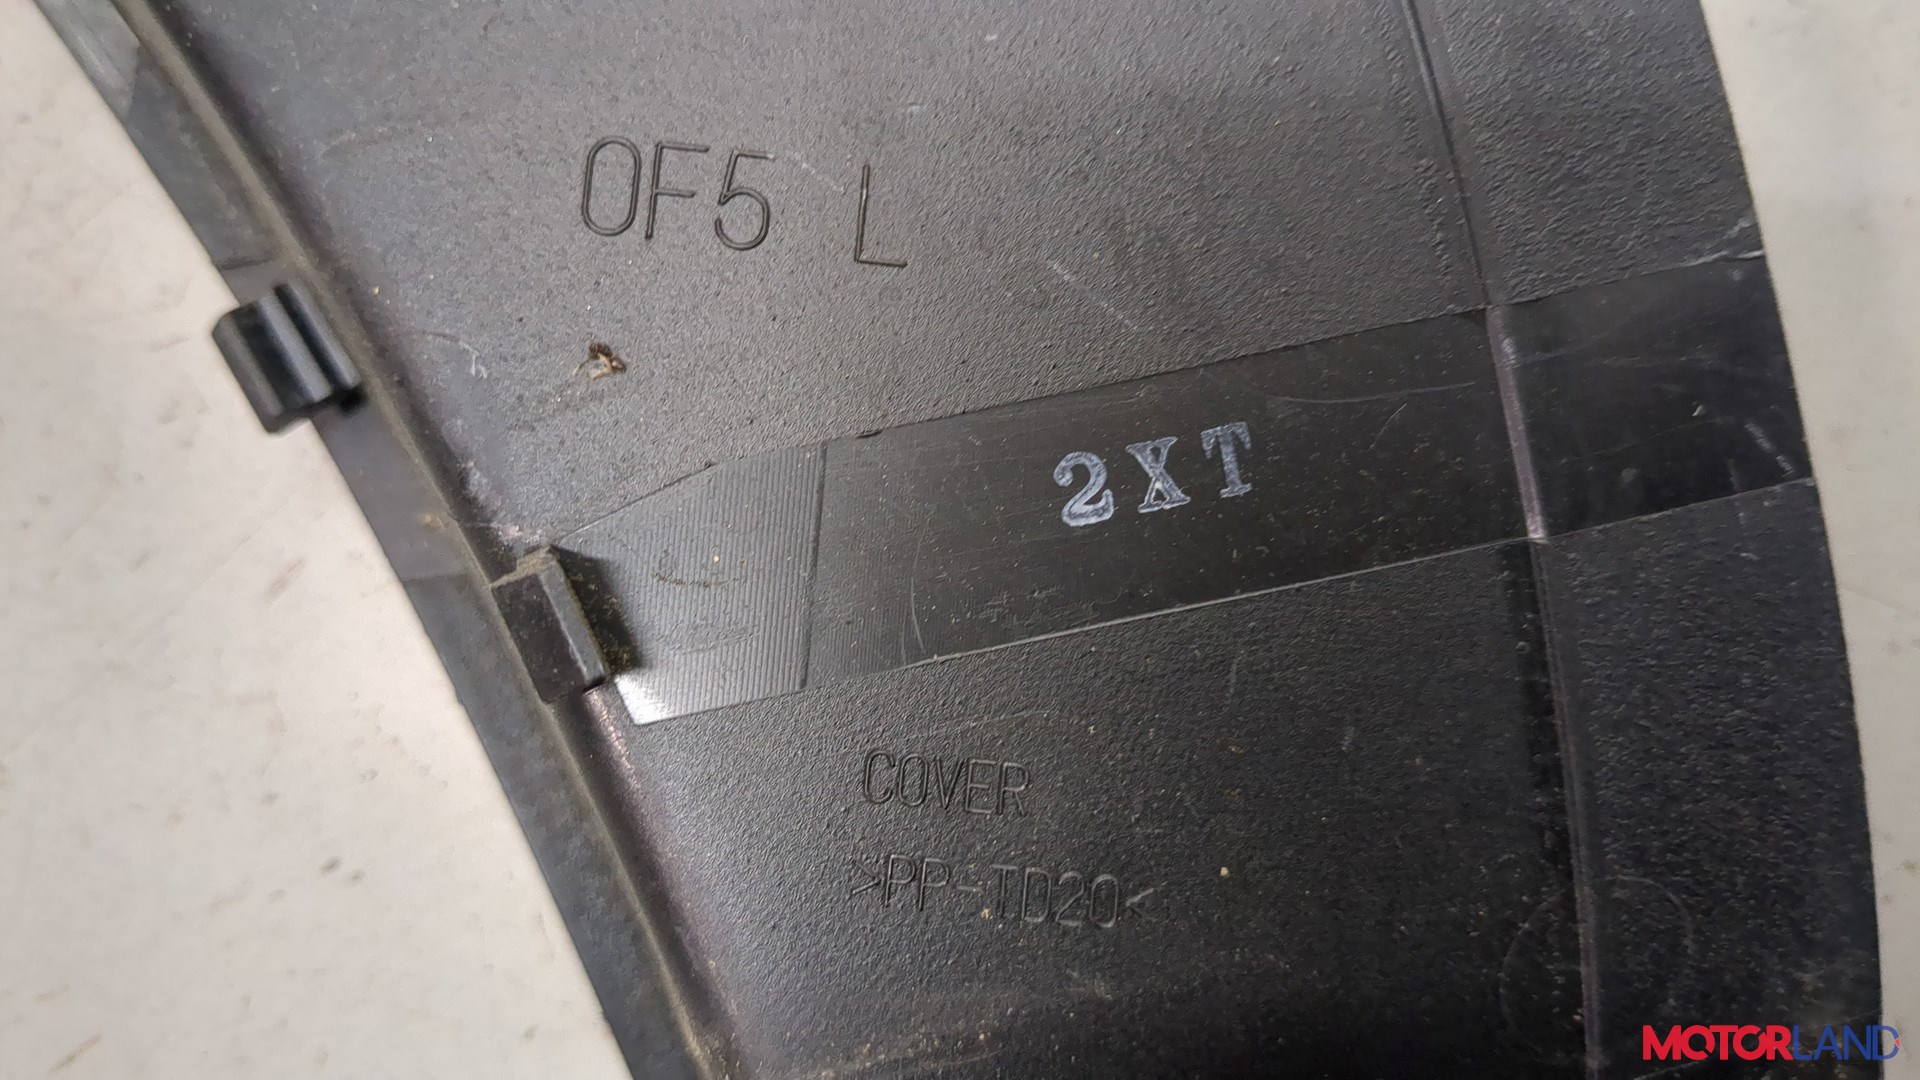 0F5 L
2XT
COVER
>PP-TD20<
MOTORLAND